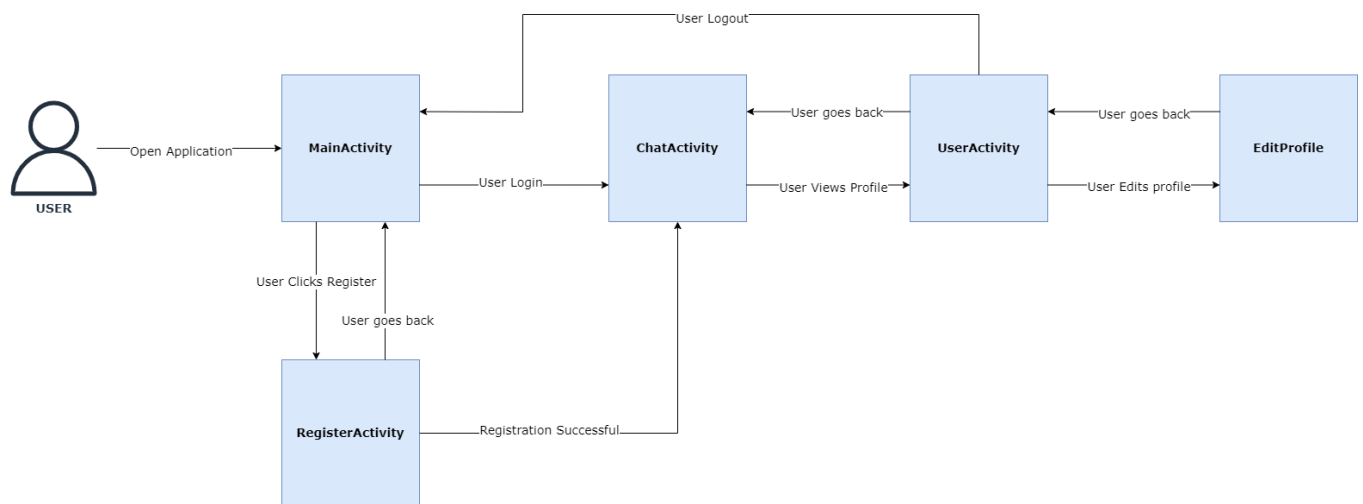 User Logout
User goes back
User goes back
Open Application
MainActivity
ChatActivity
UserActivity
EditProfile
User Login
User Views Profile
User Edits profile
USER
User Clicks Register
User goes back
RegisterActivity
Registration Successful